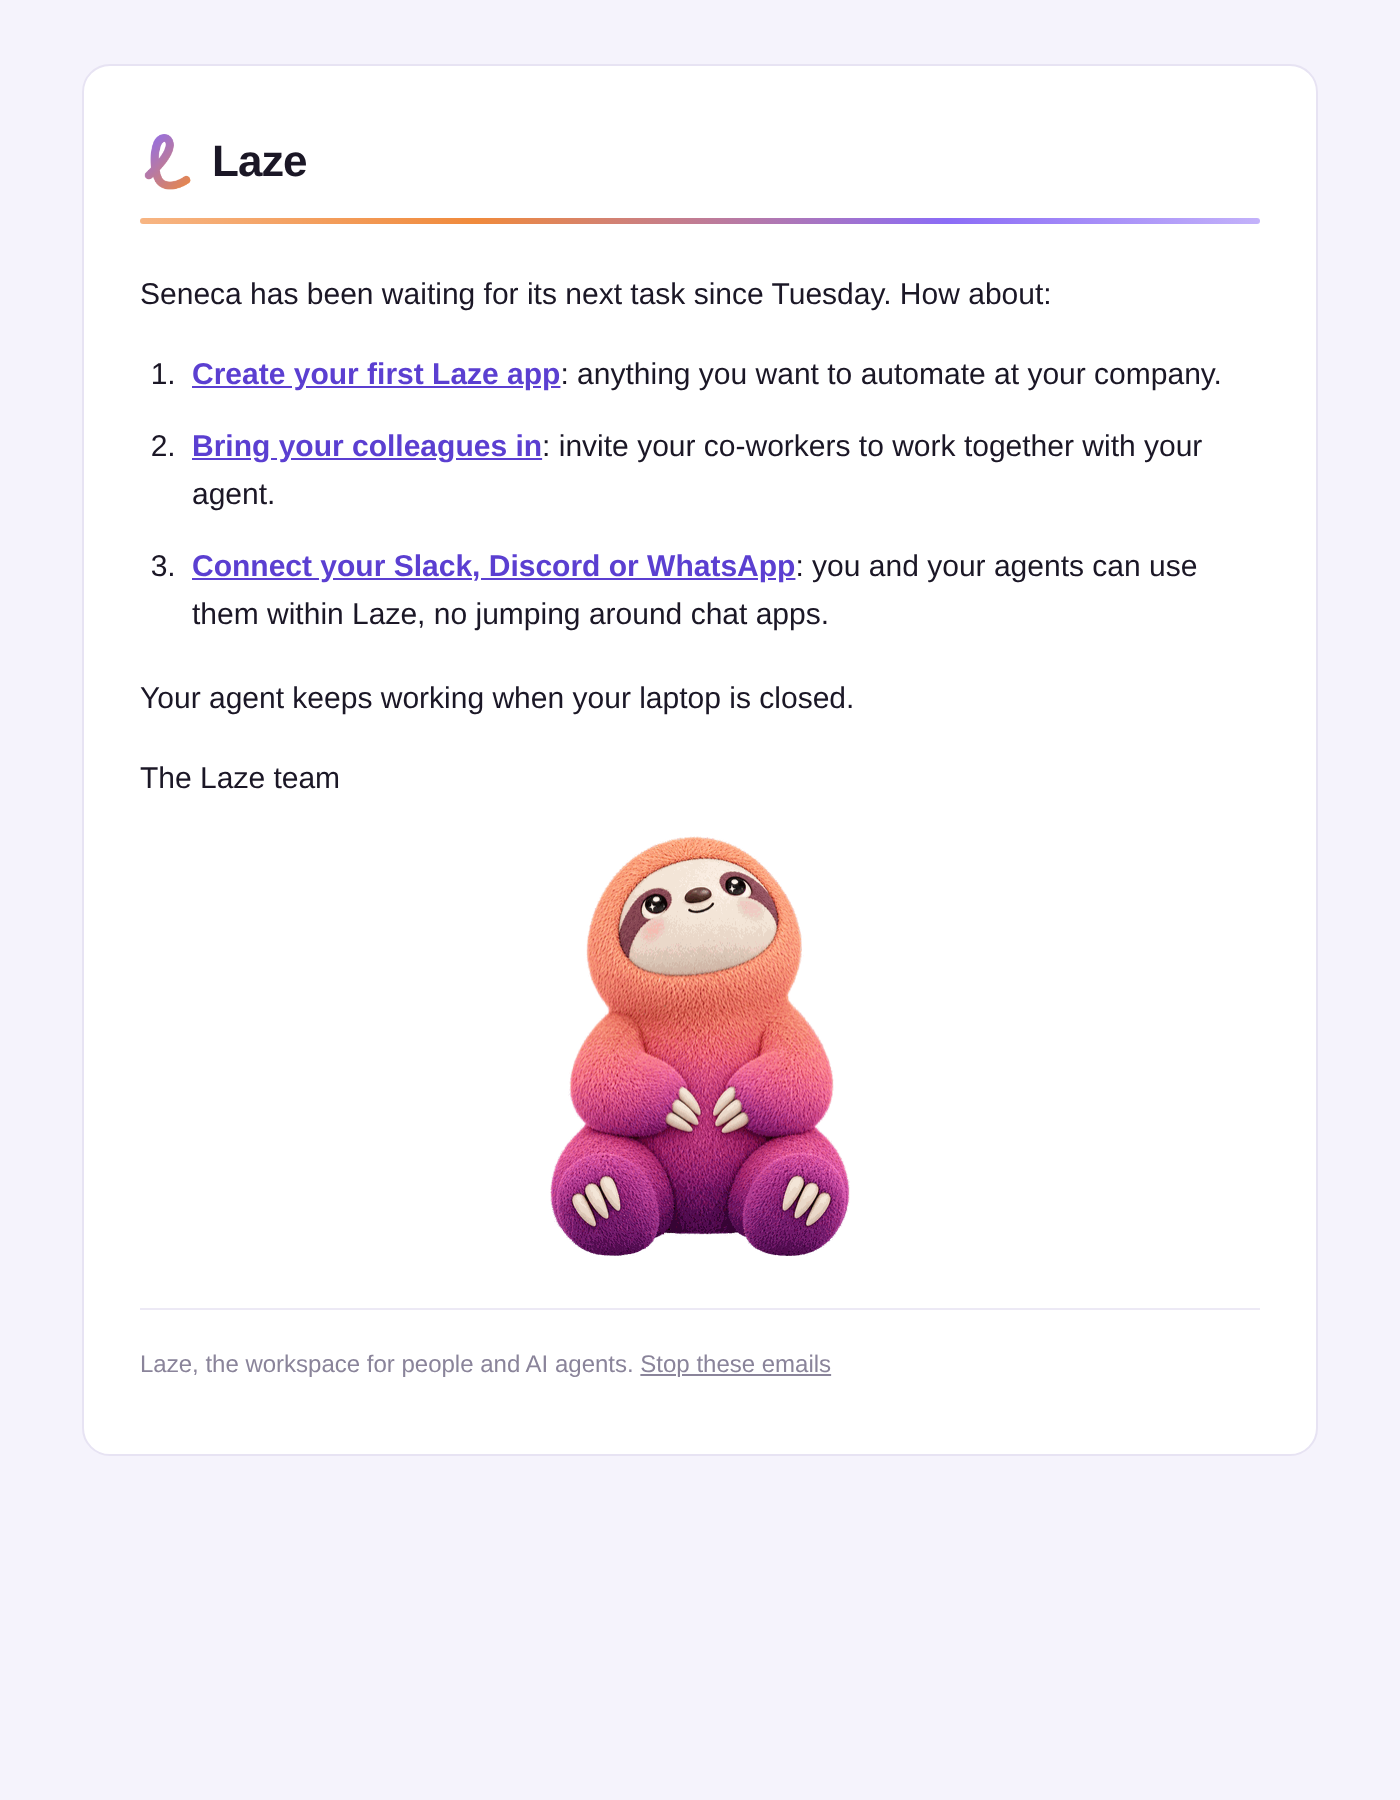 Laze
Seneca has been waiting for its next task since Tuesday. How about:
1. Create your first Laze app: anything you want to automate at your company.
2. Bring your colleagues in: invite your co-workers to work together with your
agent.
3. Connect your Slack, Discord or WhatsApp: you and your agents can use
them within Laze, no jumping around chat apps.
Your agent keeps working when your laptop is closed.
The Laze team
Laze, the workspace for people and AI agents. Stop these emails